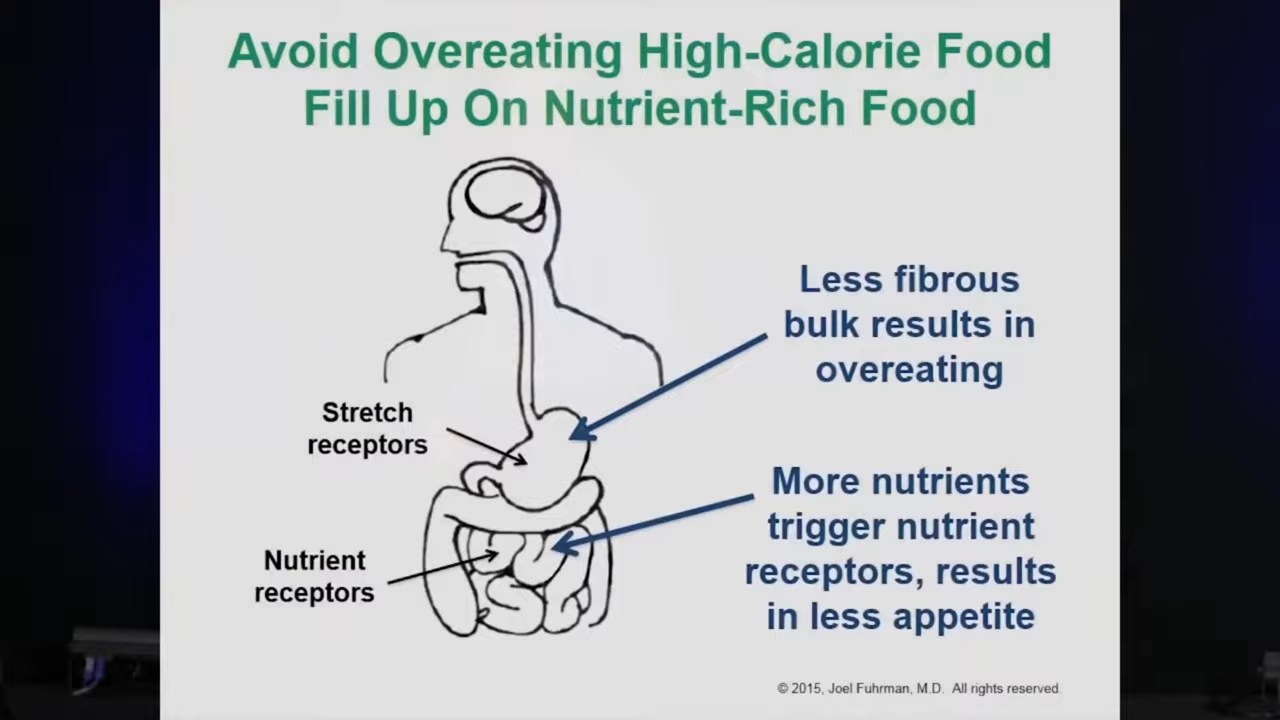 Avoid Overeating High-Calorie Food
Fill Up On Nutrient-Rich Food
Less fibrous
bulk results in
overeating
Stretch
receptors
More nutrients
trigger nutrient
receptors, results
in less appetite
Nutrient
receptors
© 2015, Joel Fuhrman, M.D. All rights reserved.